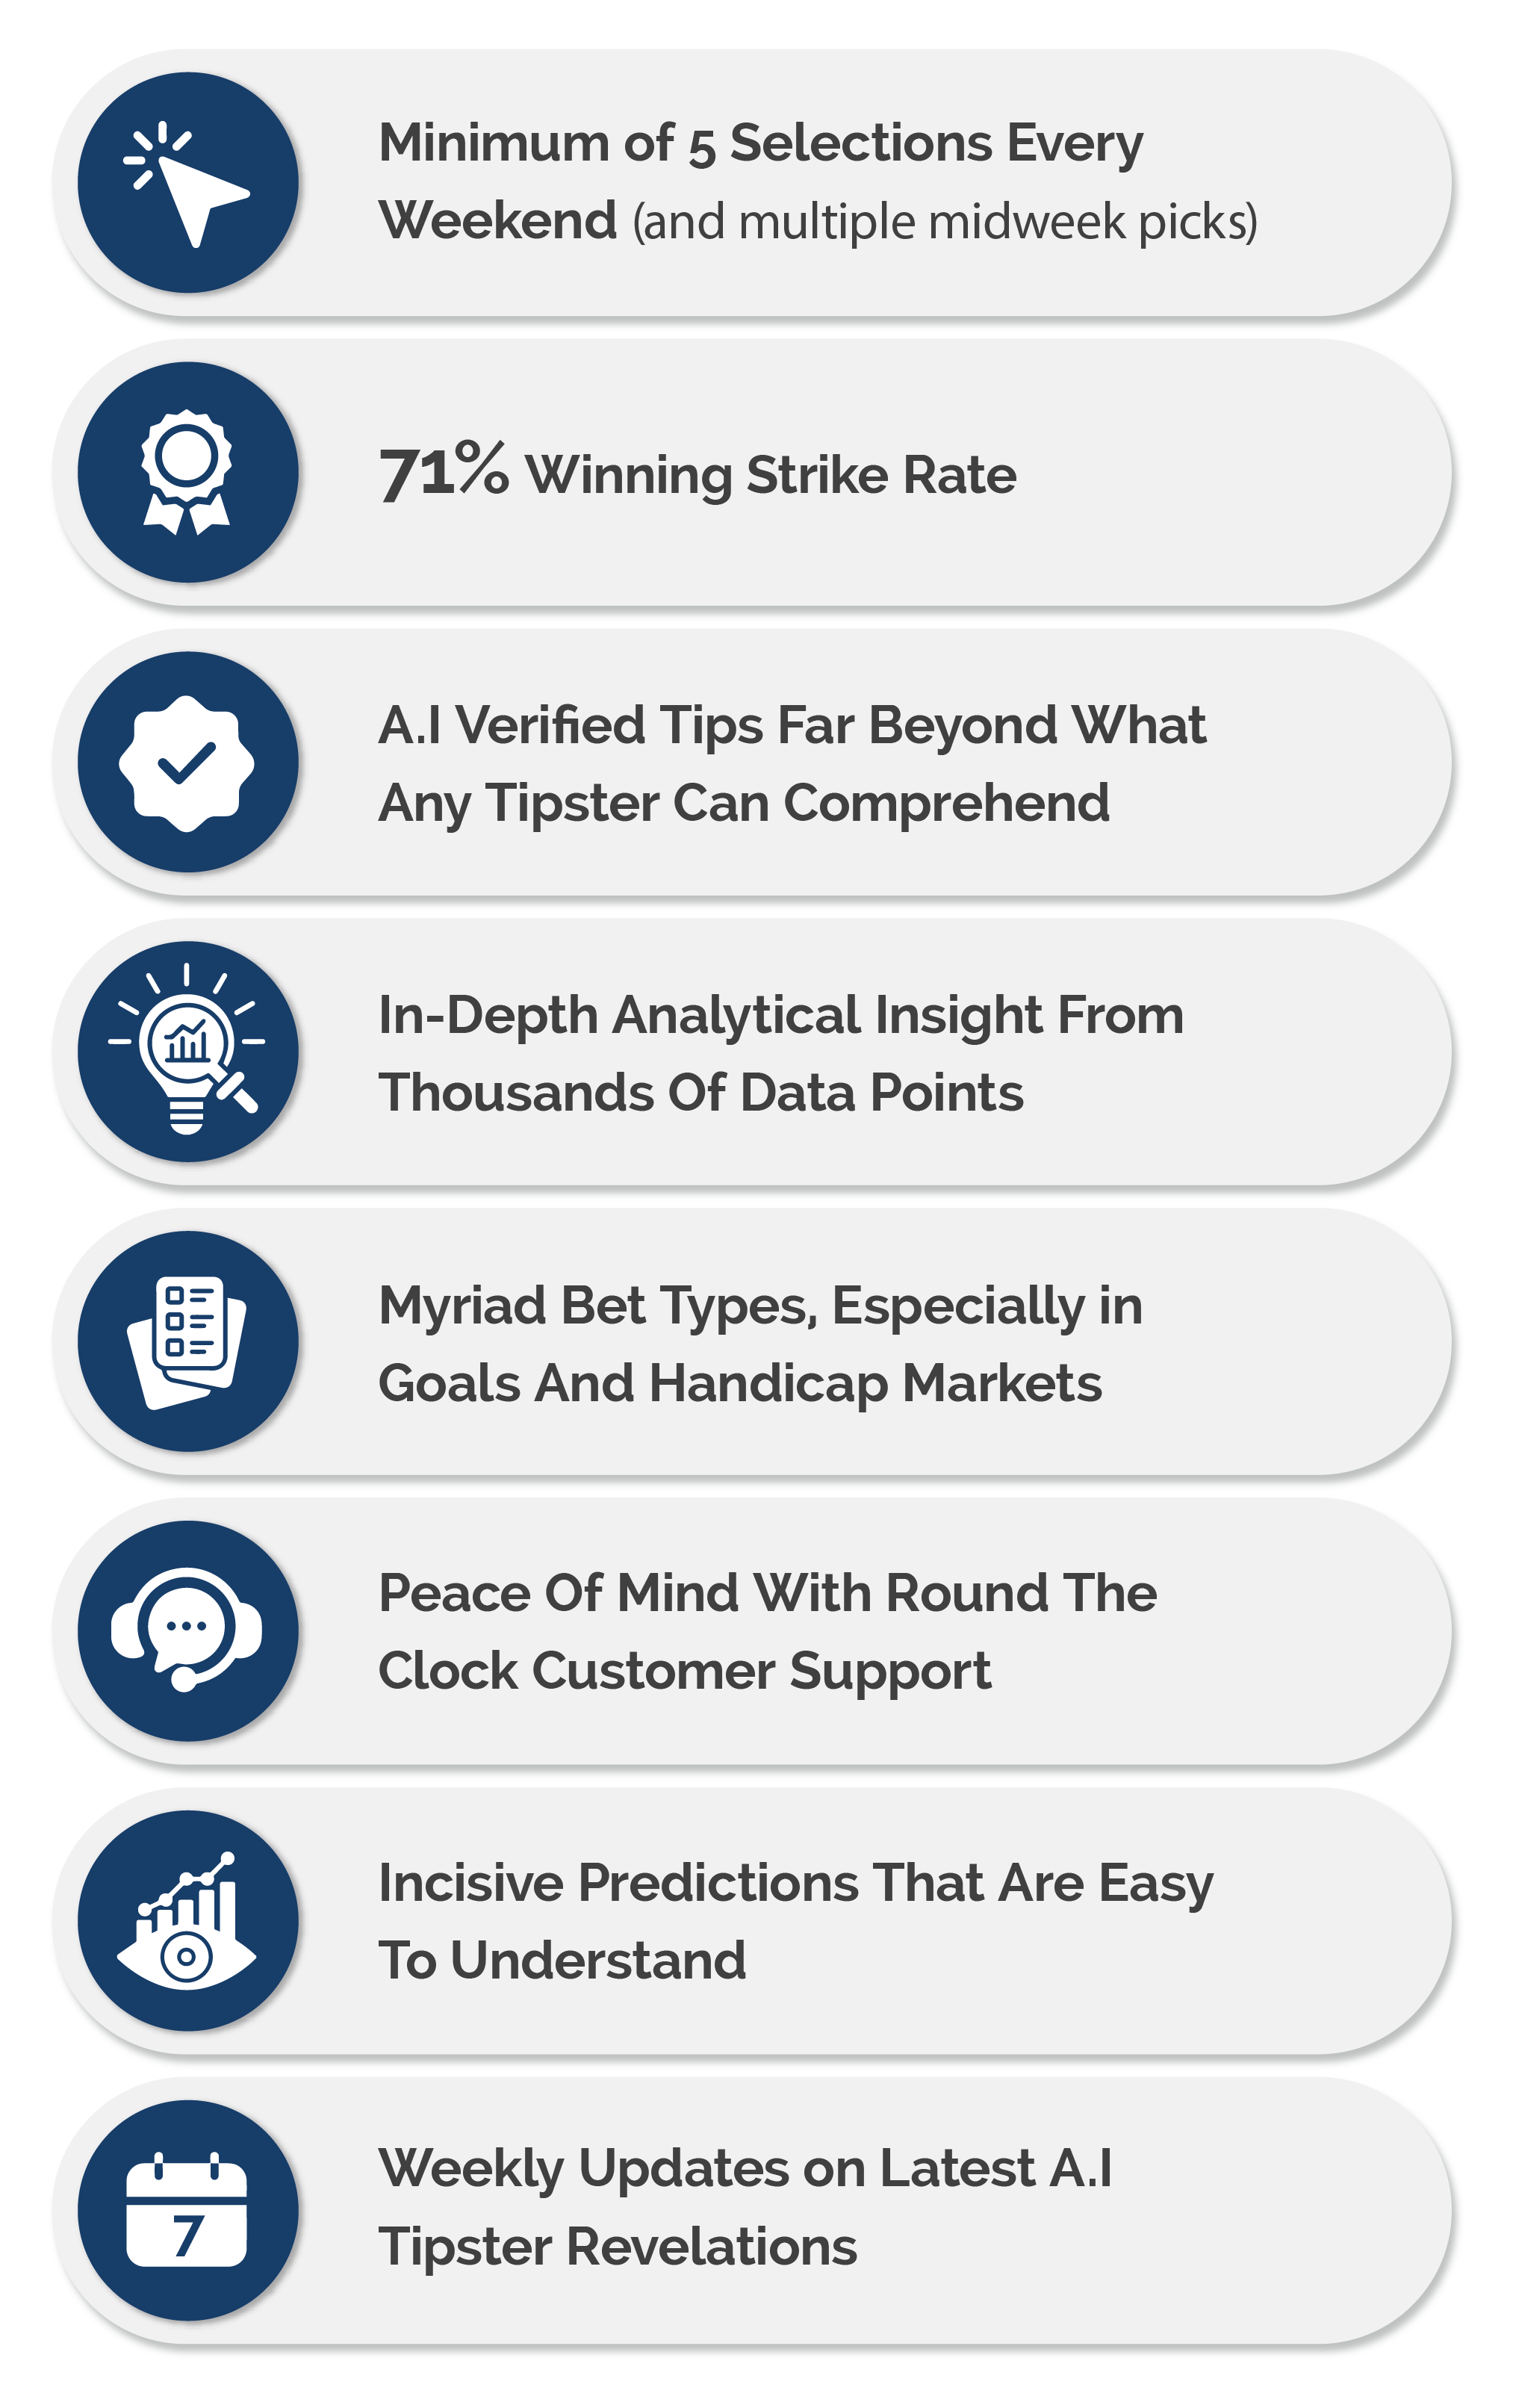 Minimum of 5 Selections Every
Weekend (and multiple midweek picks)
71% Winning Strike Rate
A.I Verified Tips Far Beyond What
Any Tipster Can Comprehend
In-Depth Analytical Insight From
Thousands Of Data Points
Myriad Bet Types, Especially in
Goals And Handicap Markets
Peace Of Mind With Round The
Clock Customer Support
Incisive Predictions That Are Easy
To Understand
7
Weekly Updates on Latest A.I
Tipster Revelations